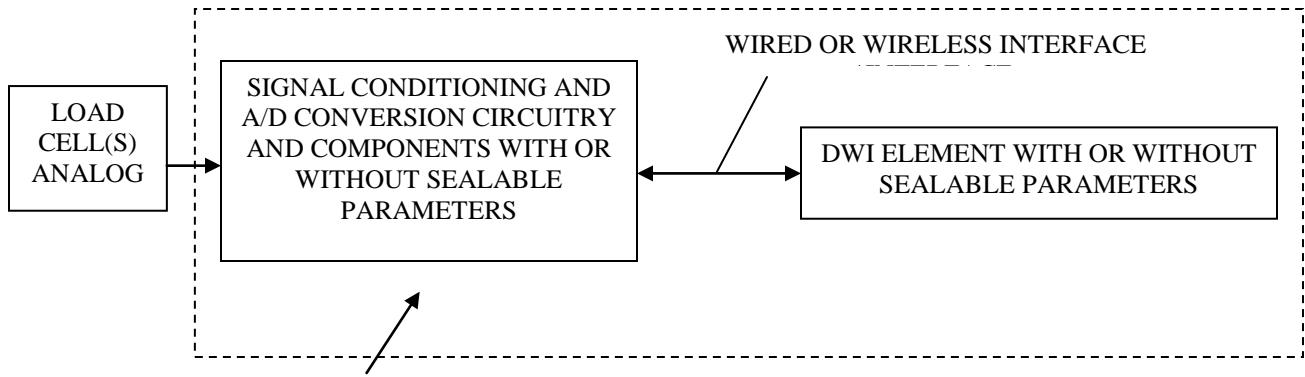 WIRED OR WIRELESS INTERFACE
LOAD
CELL(S)
ANALOG
SIGNAL CONDITIONING AND
A/D CONVERSION CIRCUITRY
AND COMPONENTS WITH OR
WITHOUT SEALABLE
PARAMETERS
DWI ELEMENT WITH OR WITHOUT
SEALABLE PARAMETERS